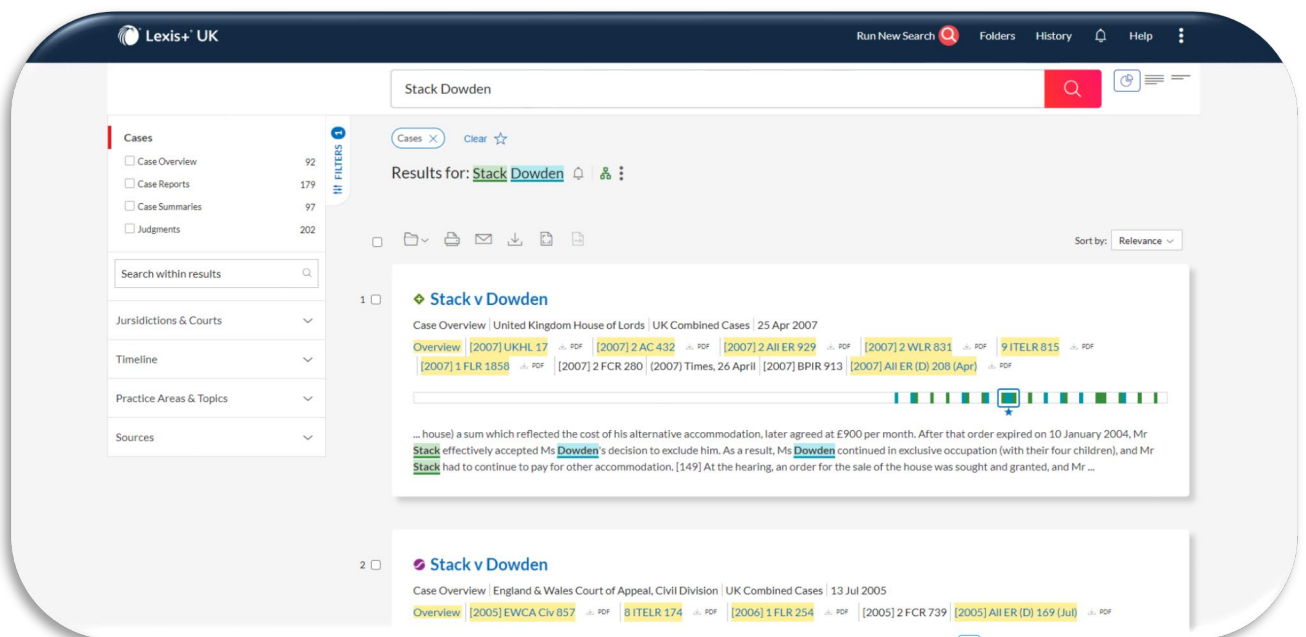 Lexis+® UK
Run New Search
Folders
History
Help
Stack Dowden
Cases
Case Overview 92
Case Reports 179
Case Summaries 97
Judgments 202
Search within results
Jursidictions & Courts
Timeline
Practice Areas & Topics
Sources
FILTERS 1
Cases
Clear
Results for: Stack Dowden
Sort by: Relevance
1
Stack v Dowden
Case Overview | United Kingdom House of Lords | UK Combined Cases | 25 Apr 2007
Overview | [2007] UKHL 17 PDF | [2007] 2 AC 432 PDF | [2007] 2 All ER 929 PDF | [2007] 2 WLR 831 PDF | 9 ITELR 815 PDF
| [2007] 1 FLR 1858 PDF | [2007] 2 FCR 280 | (2007) Times, 26 April | [2007] BPIR 913 | [2007] All ER (D) 208 (Apr) PDF
... house) a sum which reflected the cost of his alternative accommodation, later agreed at £900 per month. After that order expired on 10 January 2004, Mr
Stack effectively accepted Ms Dowden's decision to exclude him. As a result, Ms Dowden continued in exclusive occupation (with their four children), and Mr
Stack had to continue to pay for other accommodation. [149] At the hearing, an order for the sale of the house was sought and granted, and Mr ...
2
Stack v Dowden
Case Overview | England & Wales Court of Appeal, Civil Division | UK Combined Cases | 13 Jul 2005
Overview | [2005] EWCA Civ 857 PDF | 8 ITELR 174 PDF | [2006] 1 FLR 254 PDF | [2005] 2 FCR 739 | [2005] All ER (D) 169 (Jul) PDF